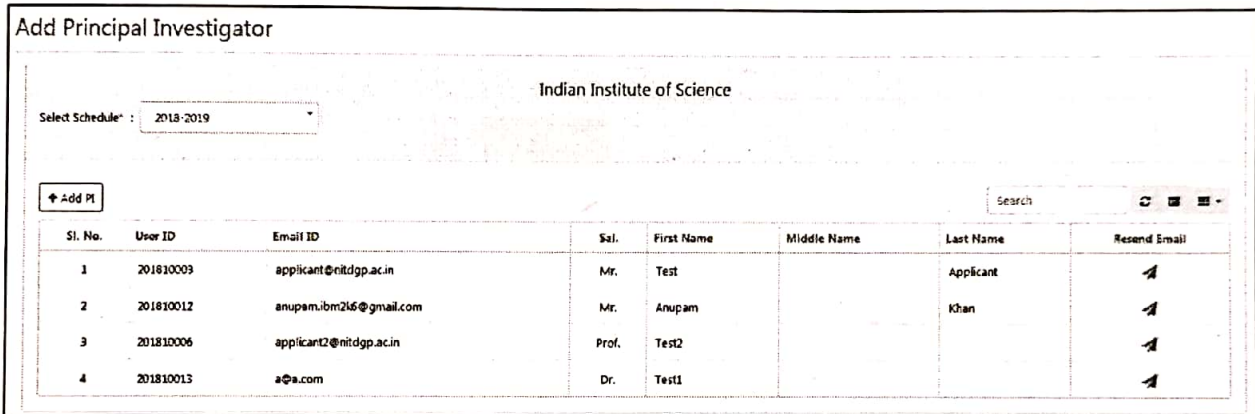 Add Principal Investigator
Indian Institute of Science
Select Schedule* : 2018-2019
+ Add PI Search
Sl. No. User ID Email ID Sal. First Name Middle Name Last Name Resend Email
1 201810003 applicant@nitdgp.ac.in Mr. Test Applicant
2 201810012 anupam.ibm2k6@gmail.com Mr. Anupam Khan
3 201810006 applicant2@nitdgp.ac.in Prof. Test2
4 201810013 a@a.com Dr. Test1